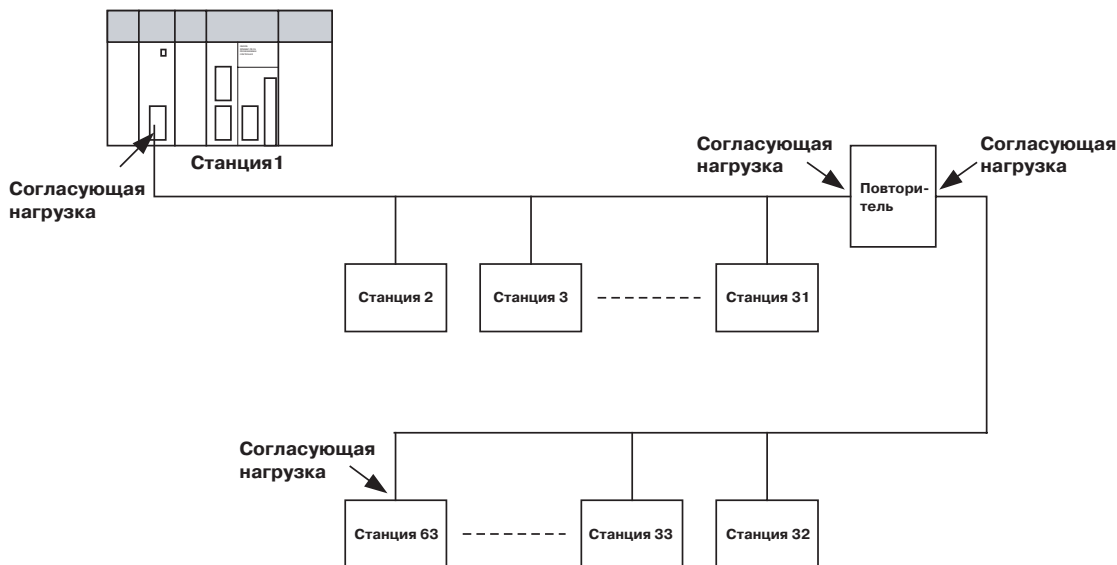 Станция1
Согласующая
нагрузка
Согласующая
нагрузка
Согласующая
нагрузка
Повтори-
тель
Станция 2
Станция 3
Станция 31
Согласующая
нагрузка
Станция 63
Станция 33
Станция 32